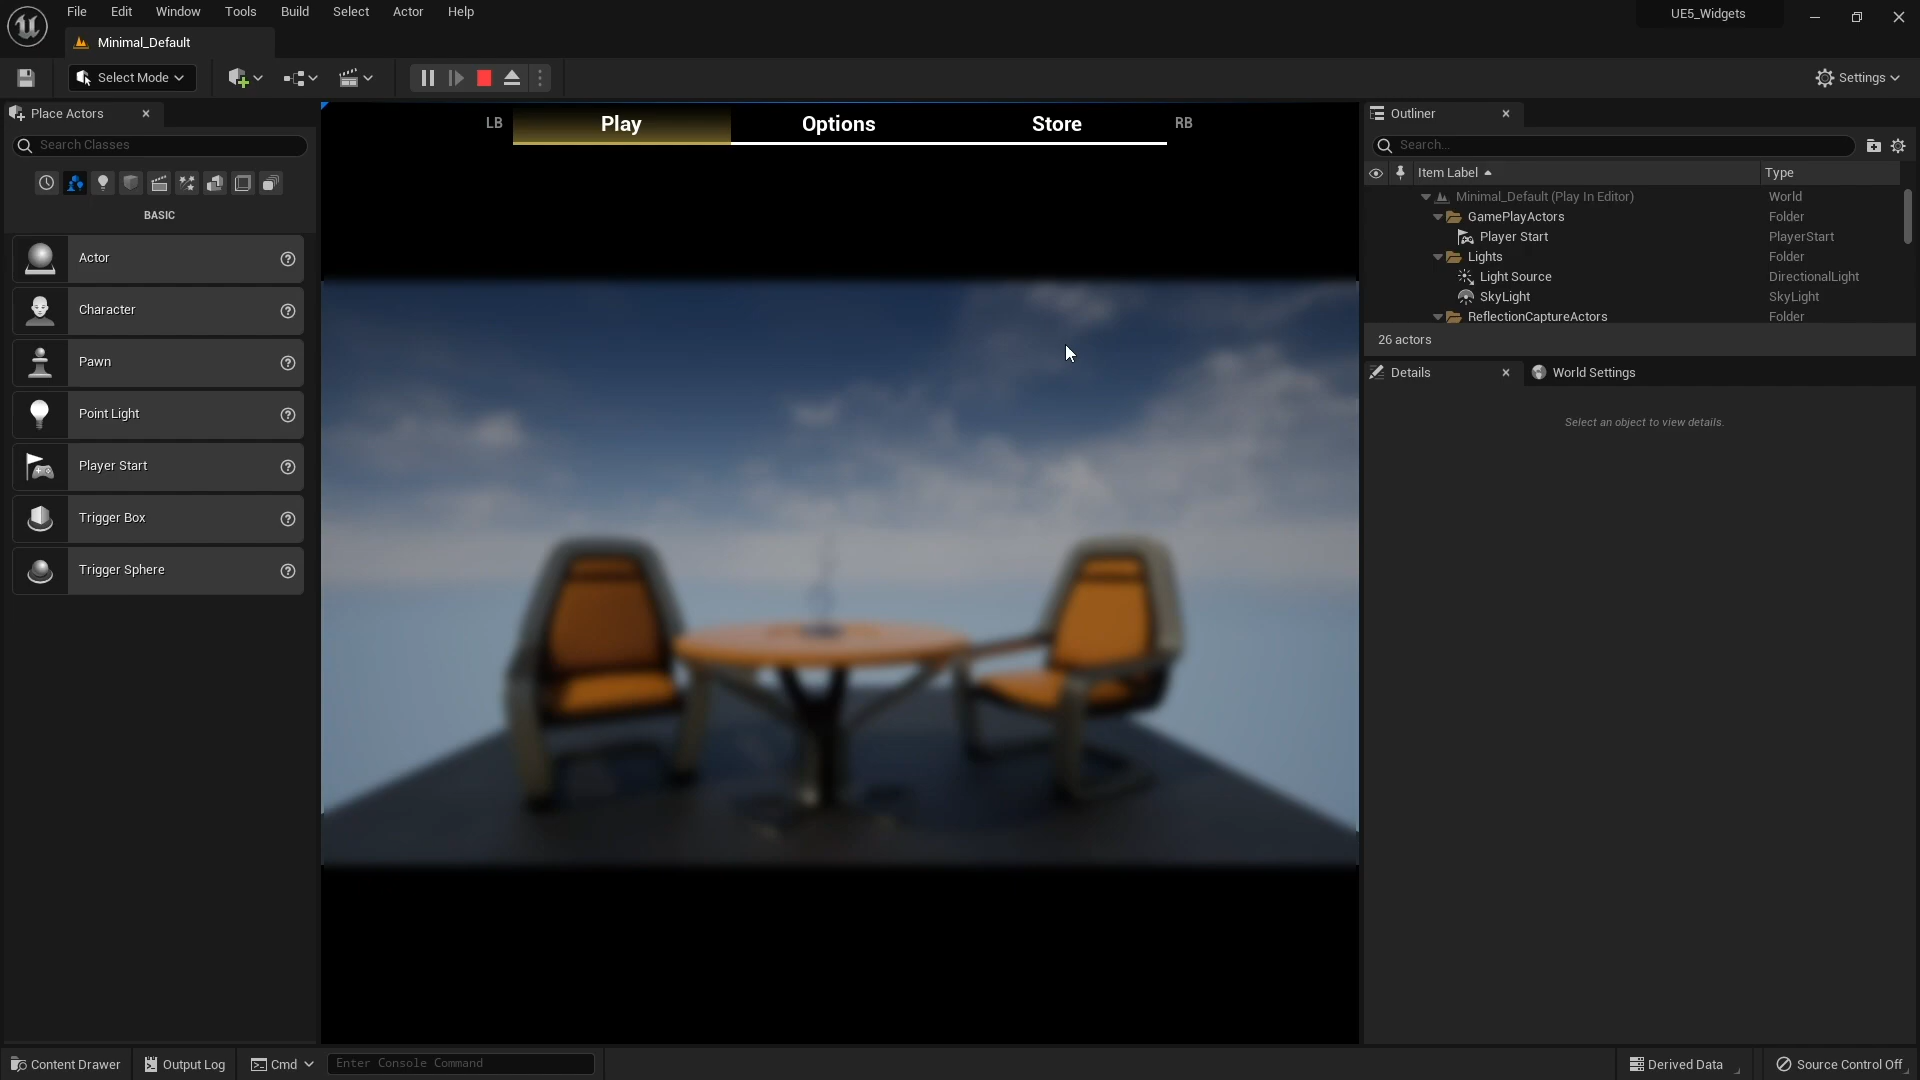 File Edit Window Tools Build Select Actor Help
UE5_Widgets
Minimal_Default
Select Mode
Settings
Place Actors
Search Classes
BASIC
Actor
Character
Pawn
Point Light
Player Start
Trigger Box
Trigger Sphere
LB Play Options Store RB
Outliner
Search...
Item Label Type
Minimal_Default (Play In Editor) World
GamePlayActors Folder
Player Start PlayerStart
Lights Folder
Light Source DirectionalLight
SkyLight SkyLight
ReflectionCaptureActors Folder
26 actors
Details World Settings
Select an object to view details.
Content Drawer Output Log Cmd Enter Console Command Derived Data Source Control Off